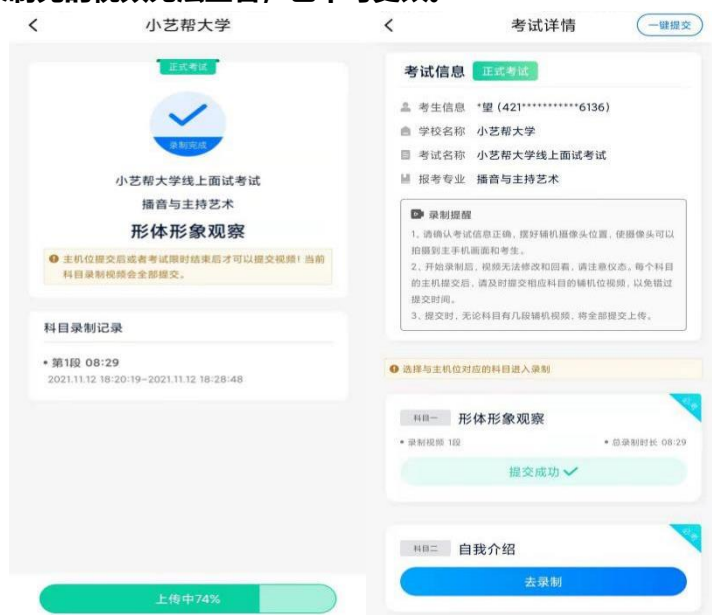 小艺帮大学
正式考试
录制完成
小艺帮大学线上面试考试
播音与主持艺术
形体形象观察
主机位提交后或者考试限时结束后才可以提交视频！当前
科目录制视频会全部提交。
科目录制记录
• 第1段 08:29
2021.11.12 18:20:19~2021.11.12 18:28:48
上传中74%
考试详情
一键提交
考试信息 正式考试
考生信息 *望 (421***********6136)
学校名称 小艺帮大学
考试名称 小艺帮大学线上面试考试
报考专业 播音与主持艺术
录制提醒
1、请确认考试信息正确，摆好辅机摄像头位置，使摄像头可以
拍摄到主手机画面和考生。
2、开始录制后，视频无法修改和回看，请注意仪态。每个科目
的主机提交后，请及时提交相应科目的辅机位视频，以免错过
提交时间。
3、提交时，无论科目有几段辅机视频，将全部提交上传。
选择与主机位对应的科目进入录制
必考
科目一 形体形象观察
• 录制视频 1段 • 总录制时长 08:29
提交成功
必考
科目二 自我介绍
去录制